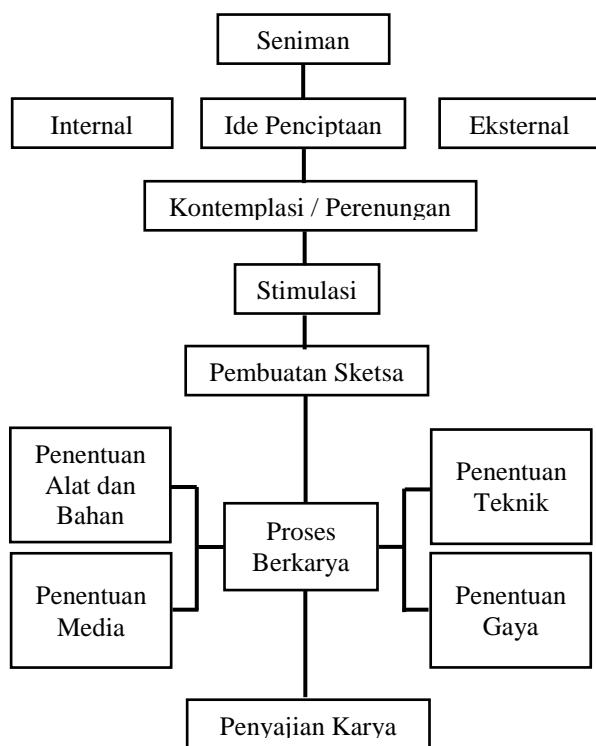 Seniman
Internal
Ide Penciptaan
Eksternal
Kontemplasi / Perenungan
Stimulasi
Pembuatan Sketsa
Penentuan
Alat dan
Bahan
Penentuan
Teknik
Proses
Berkarya
Penentuan
Media
Penentuan
Gaya
Penyajian Karya